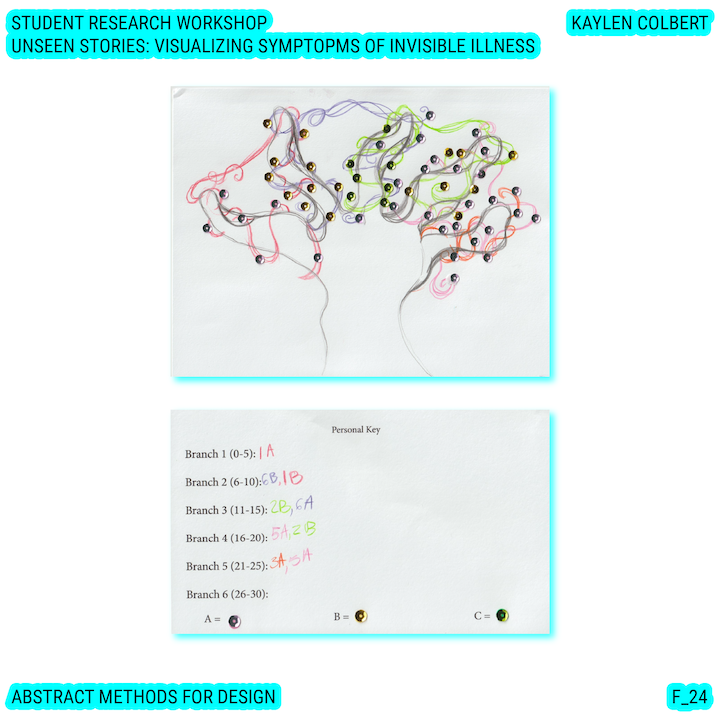 STUDENT RESEARCH WORKSHOP
KAYLEN COLBERT
UNSEEN STORIES: VISUALIZING SYMPTOPMS OF INVISIBLE ILLNESS
Personal Key
Branch 1 (0-5): 1A
Branch 2 (6-10): 6B, 1B
Branch 3 (11-15): 2B, 6A
Branch 4 (16-20): 5A, 2B
Branch 5 (21-25): 3A, 5A
Branch 6 (26-30):
A =
B =
C =
ABSTRACT METHODS FOR DESIGN
F_24